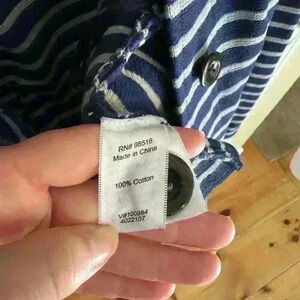 RN# 98516
Made in China
100% Cotton
V#100984
4022107